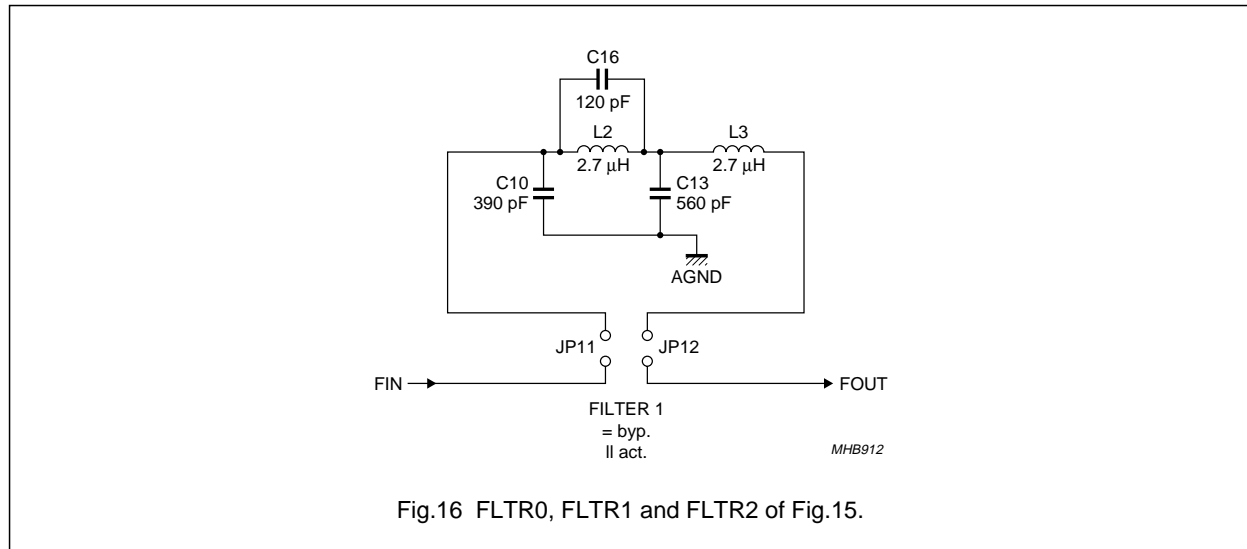 C16
120 pF
L2
2.7 μH
L3
2.7 μH
C10
390 pF
C13
560 pF
AGND
JP11
JP12
FIN
FOUT
FILTER 1
= byp.
ll act.
MHB912
Fig.16 FLTR0, FLTR1 and FLTR2 of Fig.15.